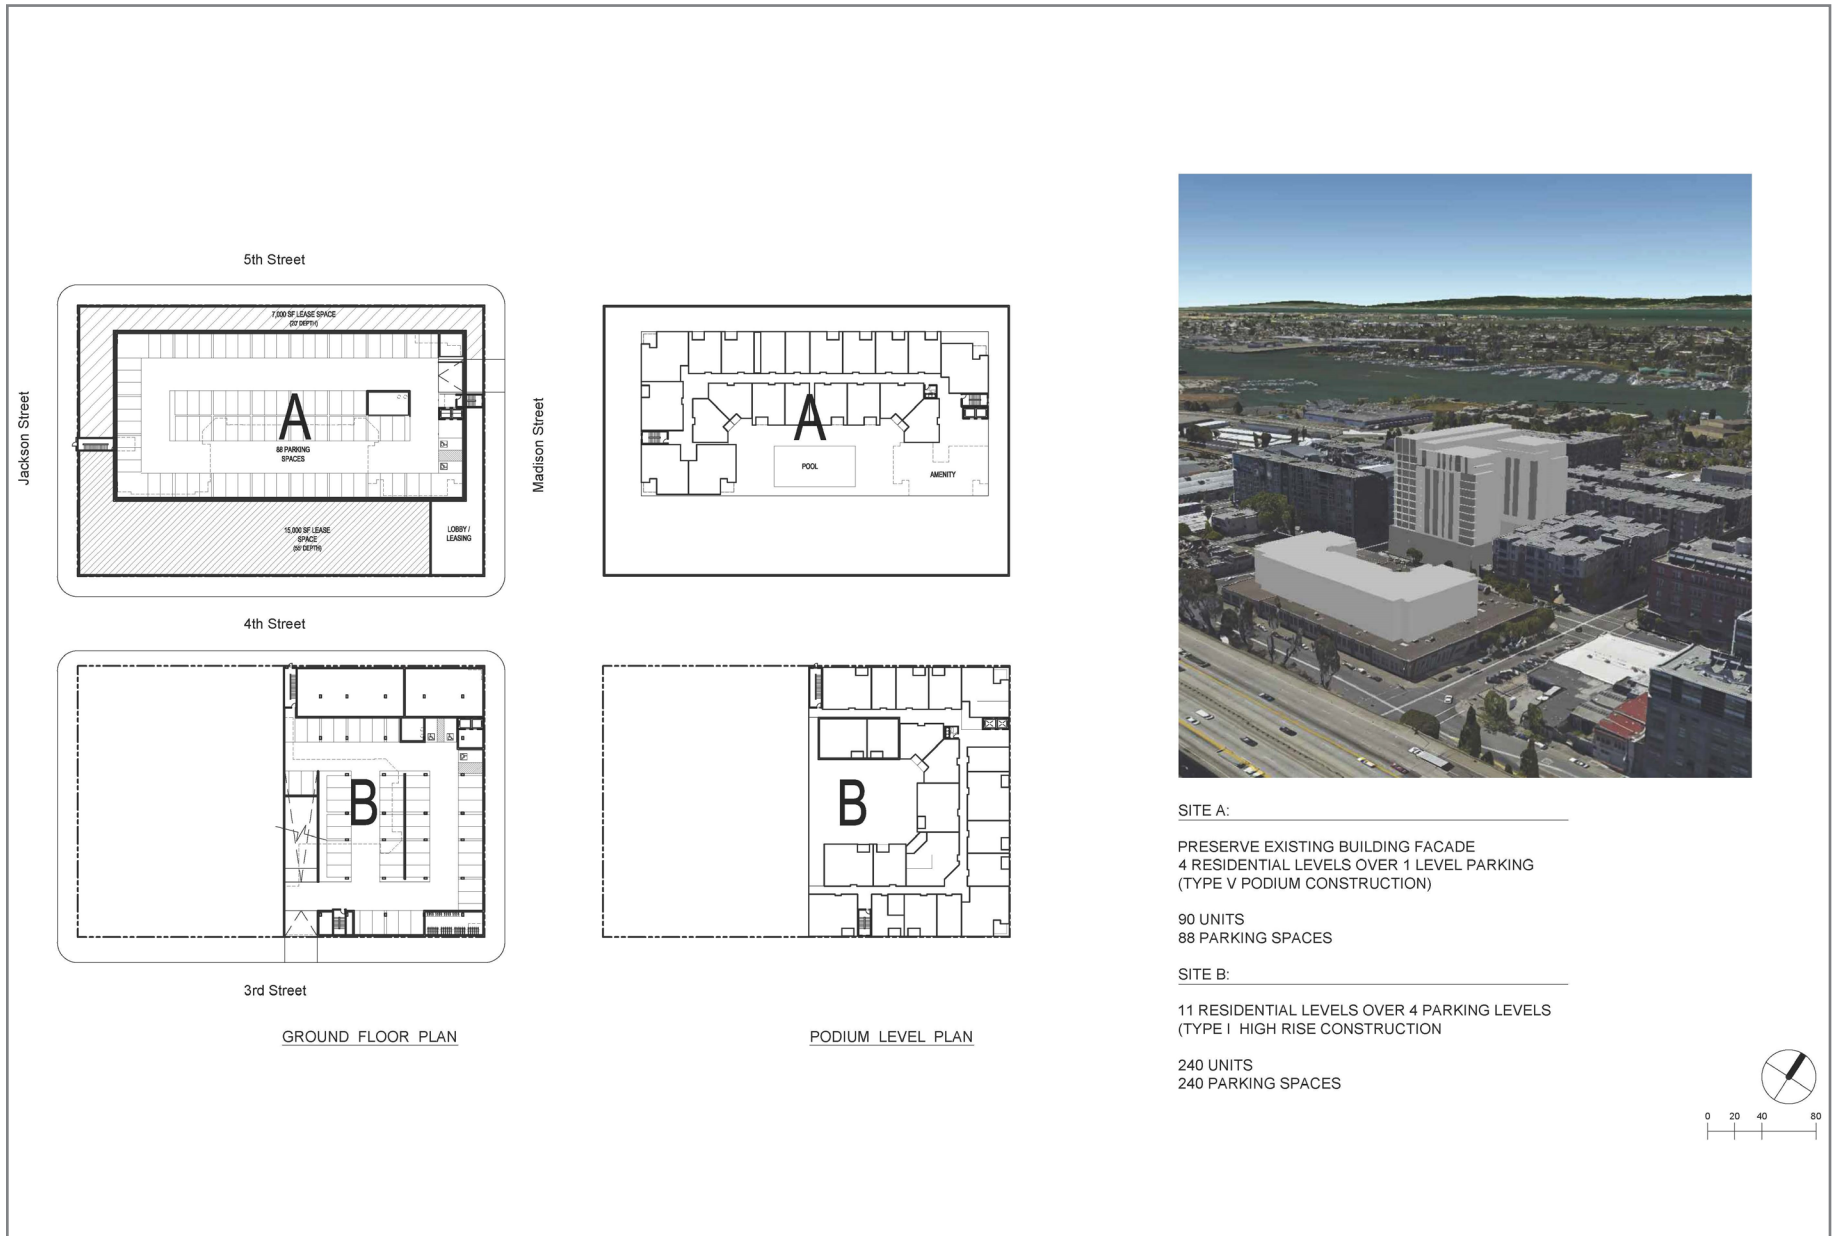 5th Street
Jackson Street
Madison Street
7,000 SF LEASE SPACE
(20' DEPTH)
A
88 PARKING
SPACES
15,000 SF LEASE
SPACE
(55' DEPTH)
LOBBY /
LEASING
A
POOL
AMENITY
4th Street
B
B
3rd Street
GROUND FLOOR PLAN
PODIUM LEVEL PLAN
SITE A:
PRESERVE EXISTING BUILDING FACADE
4 RESIDENTIAL LEVELS OVER 1 LEVEL PARKING
(TYPE V PODIUM CONSTRUCTION)
90 UNITS
88 PARKING SPACES
SITE B:
11 RESIDENTIAL LEVELS OVER 4 PARKING LEVELS
(TYPE I HIGH RISE CONSTRUCTION
240 UNITS
240 PARKING SPACES
0 20 40 80